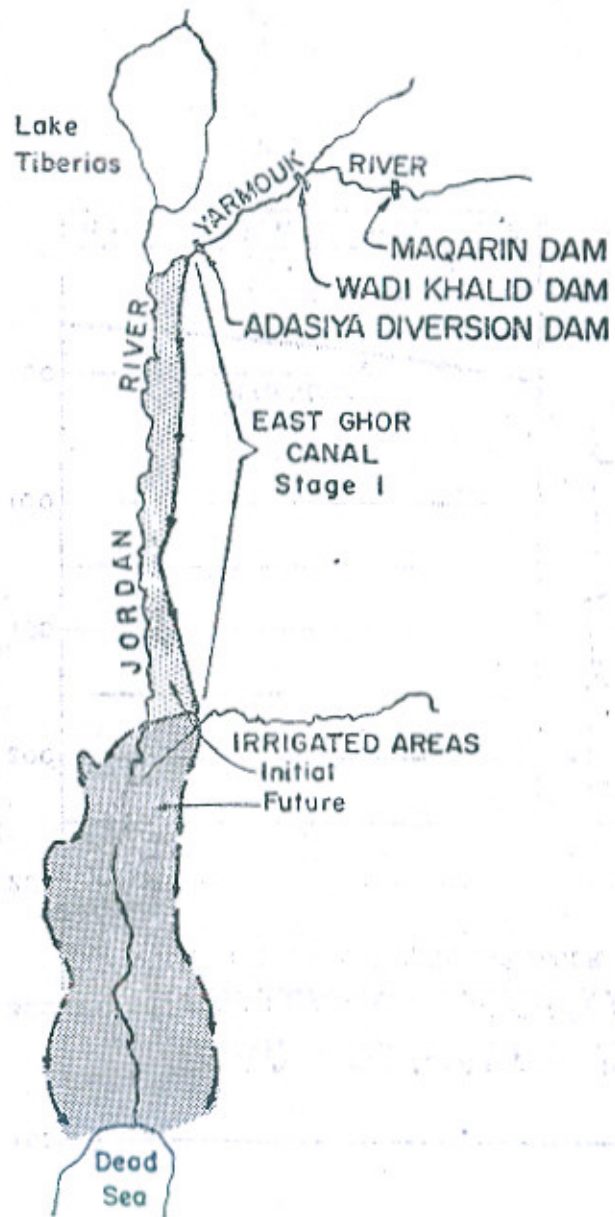 Lake
Tiberias
YARMOUK
RIVER
MAQARIN DAM
WADI KHALID DAM
ADASIYA DIVERSION DAM
RIVER
EAST GHOR
CANAL
Stage I
JORDAN
IRRIGATED AREAS
Initial
Future
Dead
Sea